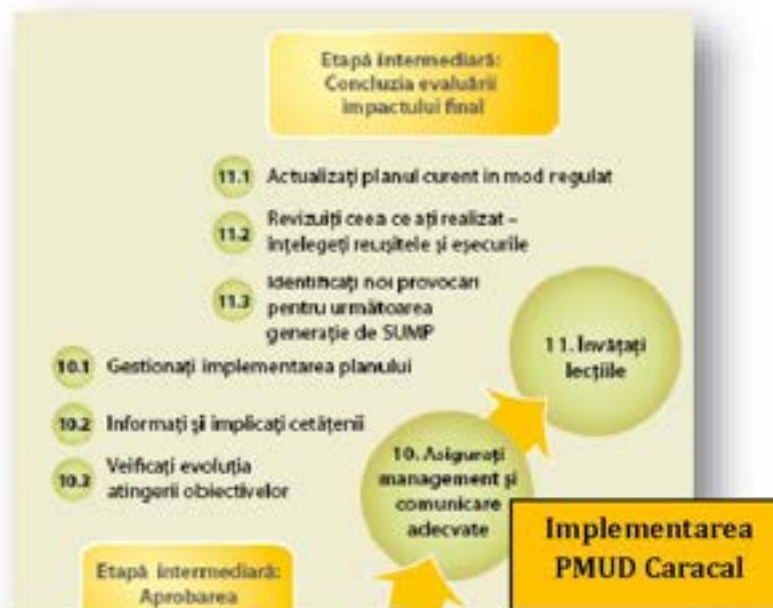 Etapă intermediară:
Concluzia evaluării
impactului final
11.1 Actualizați planul curent in mod regulat
11.2 Revizuiți ceea ce ați realizat –
înțelegeți reușitele și eșecurile
11.3 Identificați noi provocări
pentru următoarea
generație de SUMP
11. Învățați
lecțiile
10.1 Gestionați implementarea planului
10.2 Informați și implicați cetățenii
10.3 Veificați evoluția
atingerii obiectivelor
10. Asigurați
management și
comunicare
adecvate
Implementarea
PMUD Caracal
Etapă intermediară:
Aprobarea